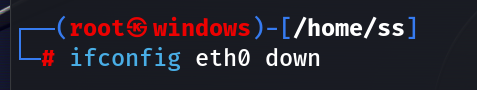 ┌──(root㉿windows)-[/home/ss]
└─# ifconfig eth0 down